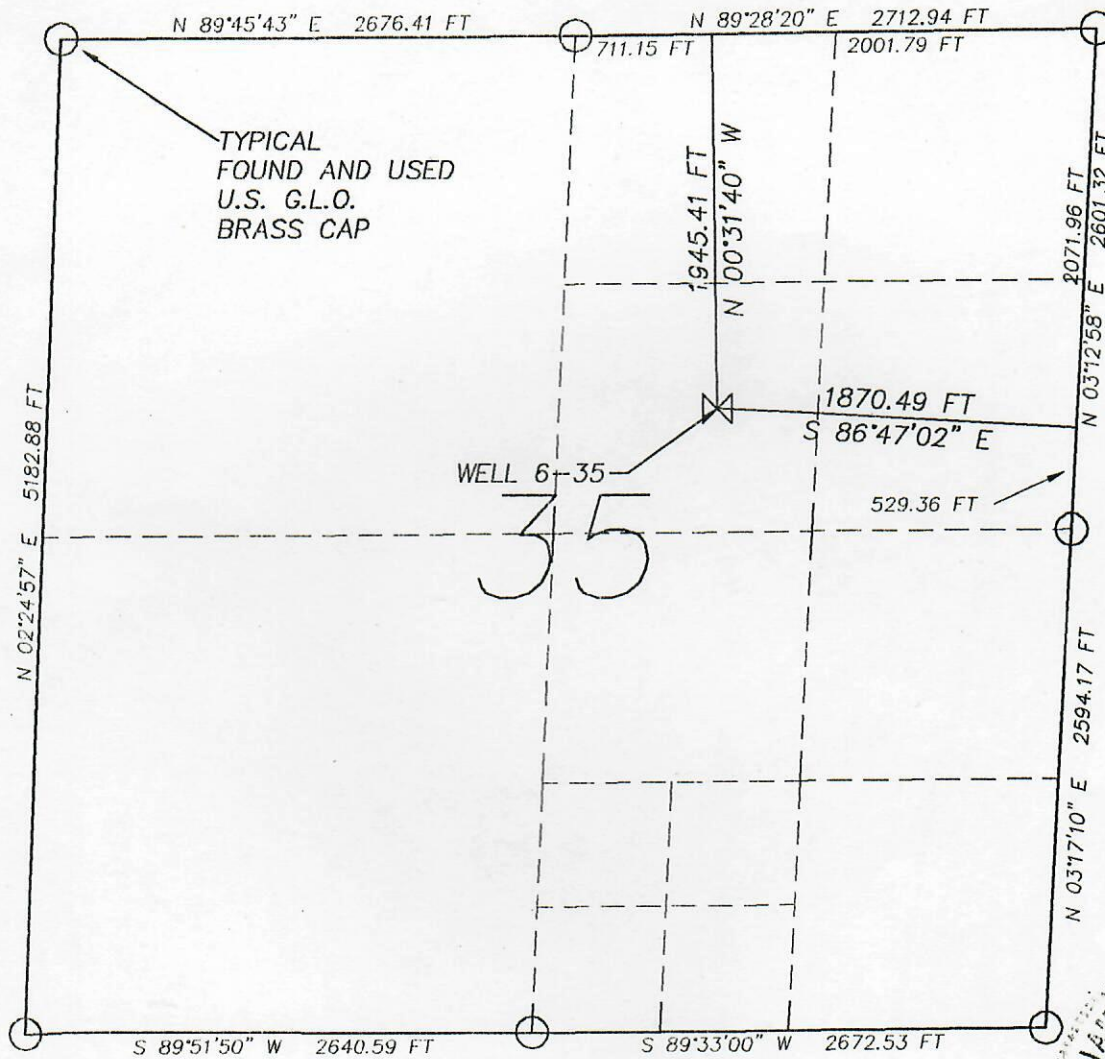 N 89°45'43" E 2676.41 FT
N 89°28'20" E 2712.94 FT
711.15 FT
2001.79 FT
TYPICAL
FOUND AND USED
U.S. G.L.O.
BRASS CAP
1945.41 FT
N 00°31'40" W
2071.96 FT
N 03°12'58" E 2601.32 FT
1870.49 FT
S 86°47'02" E
WELL 6-35
529.36 FT
35
N 02°24'57" E 5182.88 FT
N 03°17'10" E 2594.17 FT
S 89°51'50" W 2640.59 FT
S 89°33'00" W 2672.53 FT